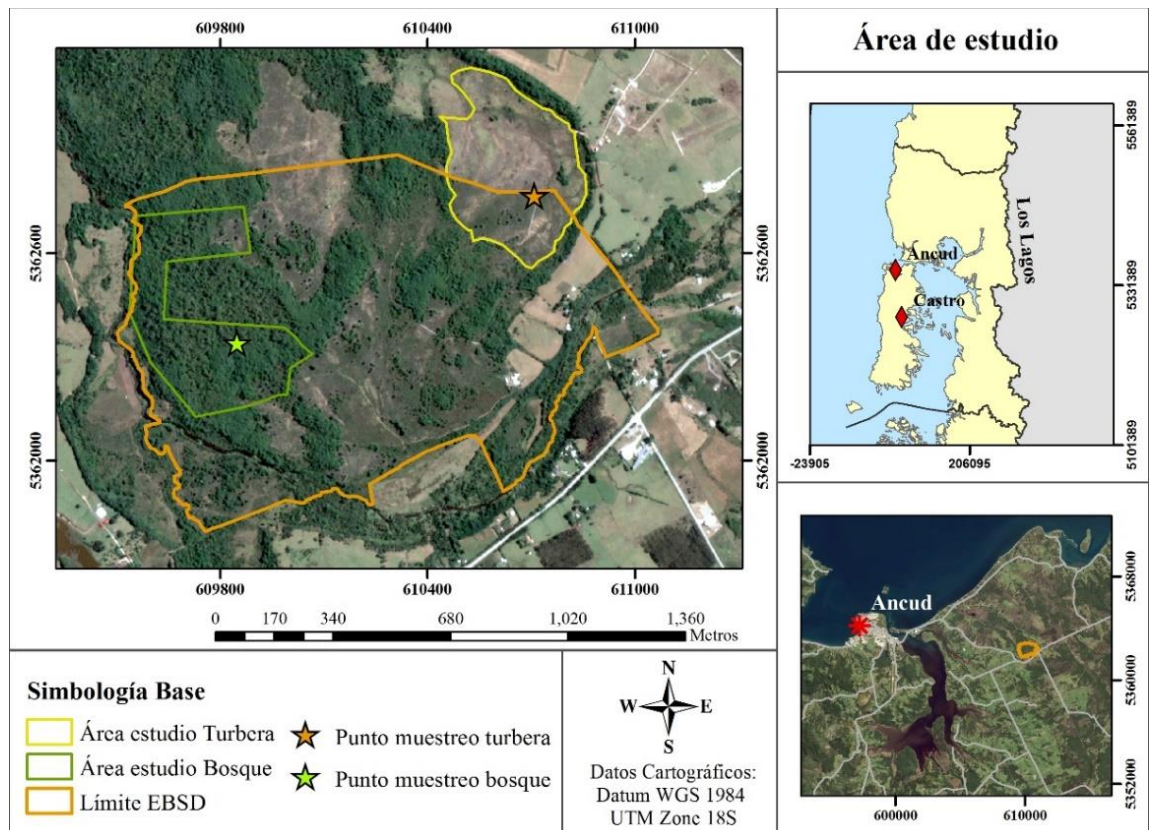 609800
610400
611000
5362600
5362600
5362000
5362000
0
170
340
680
1,020
1,360
Metros
Simbología Base
Área estudio Turbera
Área estudio Bosque
Límite EBSD
Punto muestreo turbera
Punto muestreo bosque
N
W
E
S
Datos Cartográficos:
Datum WGS 1984
UTM Zone 18S
Área de estudio
Los Lagos
Ancud
Castro
5561389
5331389
5101389
-23905
206095
Ancud
5368000
5360000
5352000
600000
610000